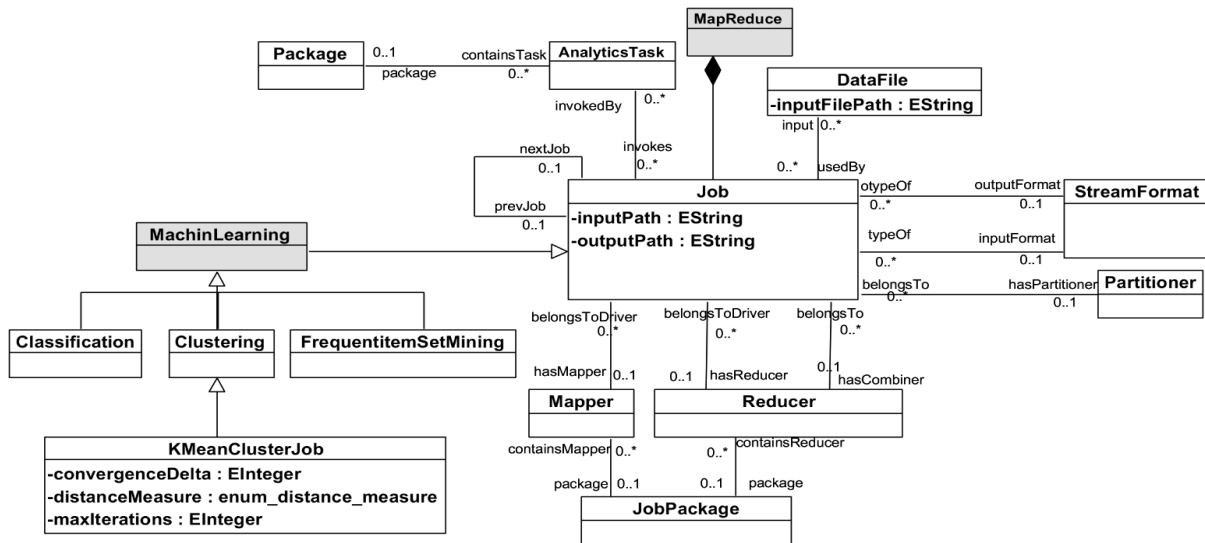 MapReduce
Package
0..1
package
containsTask
0..*
AnalyticsTask
DataFile
-inputFilePath : EString
invokedBy
0..*
input
0..*
nextJob
0..1
invokes
0..*
0..*
usedBy
prevJob
0..1
Job
-inputPath : EString
-outputPath : EString
otypeOf
0..*
outputFormat
0..1
StreamFormat
typeOf
0..*
inputFormat
0..1
MachinLearning
belongsTo
0..*
hasPartitioner
0..1
Partitioner
belongsToDriver
0..*
belongsToDriver
0..*
belongsTo
0..*
Classification
Clustering
FrequentitemSetMining
hasMapper
0..1
0..1
hasReducer
0..1
hasCombiner
Mapper
Reducer
KMeanClusterJob
-convergenceDelta : EInteger
-distanceMeasure : enum_distance_measure
-maxIterations : EInteger
containsMapper
0..*
0..*
containsReducer
package
0..1
0..1
package
JobPackage